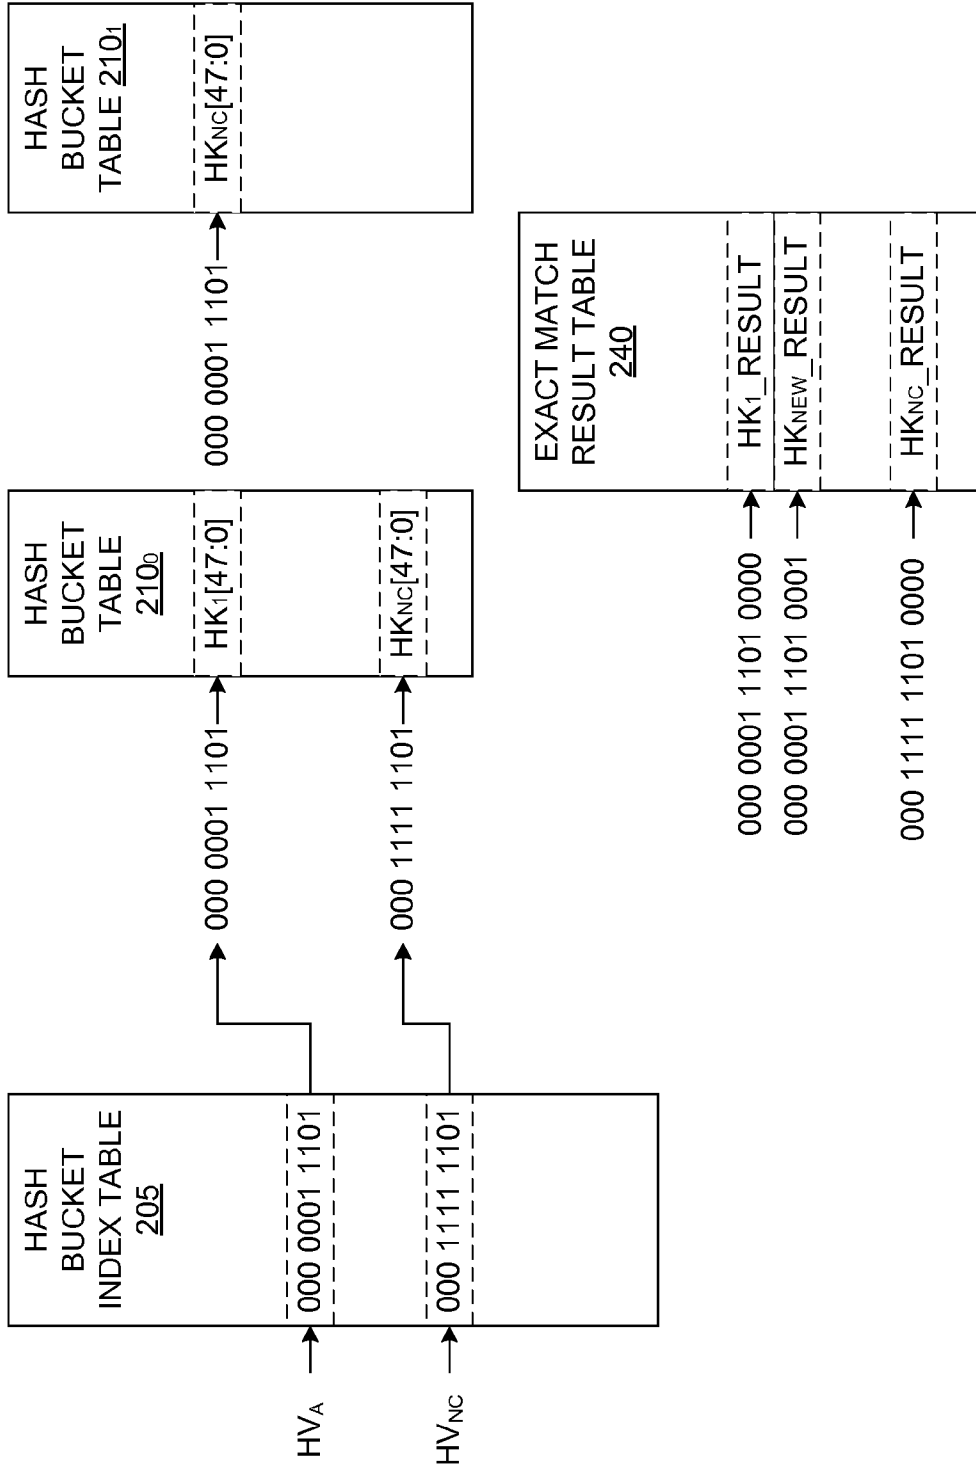 HASH
BUCKET
INDEX TABLE
205
HVA
000 0001 1101
HVNC
000 1111 1101
000 0001 1101
000 1111 1101
HASH
BUCKET
TABLE
2100
HK1[47:0]
HKNC[47:0]
000 0001 1101
HASH
BUCKET
TABLE 2101
HKNC[47:0]
EXACT MATCH
RESULT TABLE
240
000 0001 1101 0000
HK1_RESULT
000 0001 1101 0001
HKNEW_RESULT
000 1111 1101 0000
HKNC_RESULT